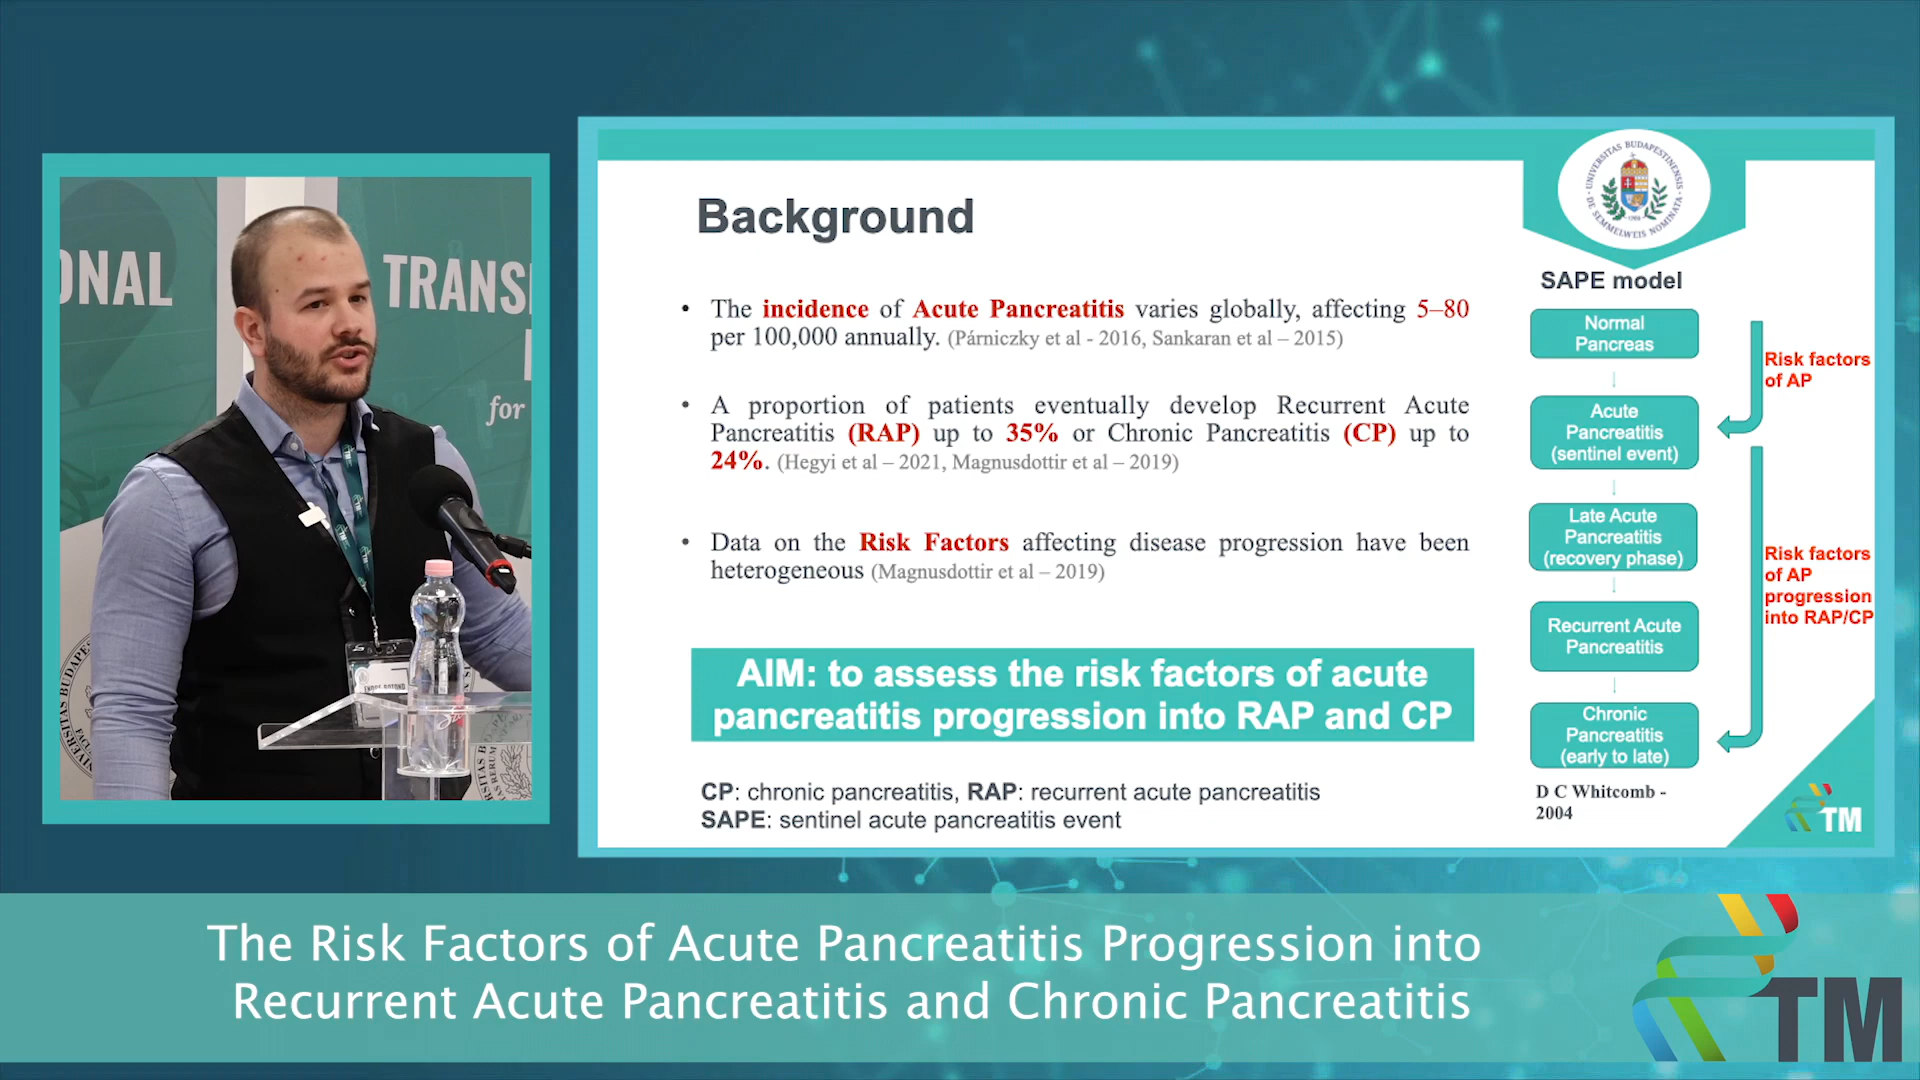 ONAL
TRANS
for
ENDRE BOTOND
Background
• The incidence of Acute Pancreatitis varies globally, affecting 5–80
per 100,000 annually. (Párniczky et al - 2016, Sankaran et al – 2015)
• A proportion of patients eventually develop Recurrent Acute
Pancreatitis (RAP) up to 35% or Chronic Pancreatitis (CP) up to
24%. (Hegyi et al – 2021, Magnusdottir et al – 2019)
• Data on the Risk Factors affecting disease progression have been
heterogeneous (Magnusdottir et al – 2019)
AIM: to assess the risk factors of acute
pancreatitis progression into RAP and CP
CP: chronic pancreatitis, RAP: recurrent acute pancreatitis
SAPE: sentinel acute pancreatitis event
UNIVERSITAS BUDAPESTINENSIS
DE SEMMELWEIS NOMINATA
SAPE model
Normal
Pancreas
Risk factors
of AP
Acute
Pancreatitis
(sentinel event)
Late Acute
Pancreatitis
(recovery phase)
Risk factors
of AP
progression
into RAP/CP
Recurrent Acute
Pancreatitis
Chronic
Pancreatitis
(early to late)
D C Whitcomb -
2004
TM
The Risk Factors of Acute Pancreatitis Progression into
Recurrent Acute Pancreatitis and Chronic Pancreatitis
TM